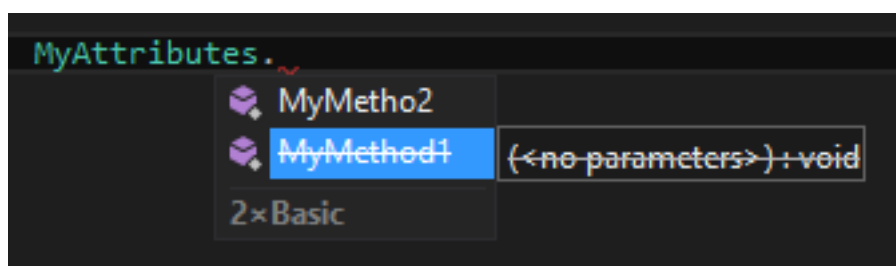 MyAttributes.
MyMetho2
MyMethod1 (<no parameters>) : void
2×Basic